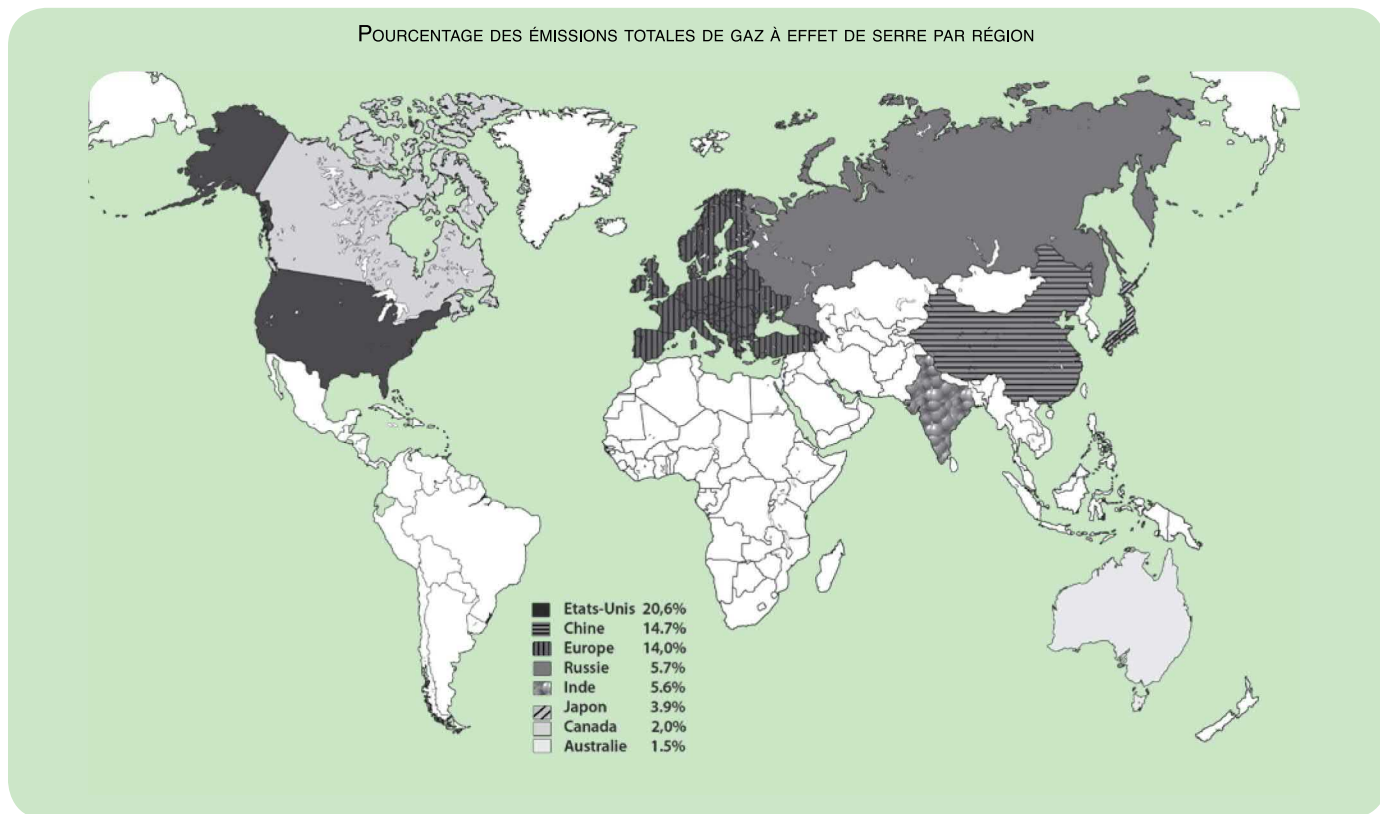 Pourcentage des émissions totales de gaz à effet de serre par région
Etats-Unis 20,6%
Chine 14.7%
Europe 14,0%
Russie 5.7%
Inde 5.6%
Japon 3.9%
Canada 2,0%
Australie 1.5%